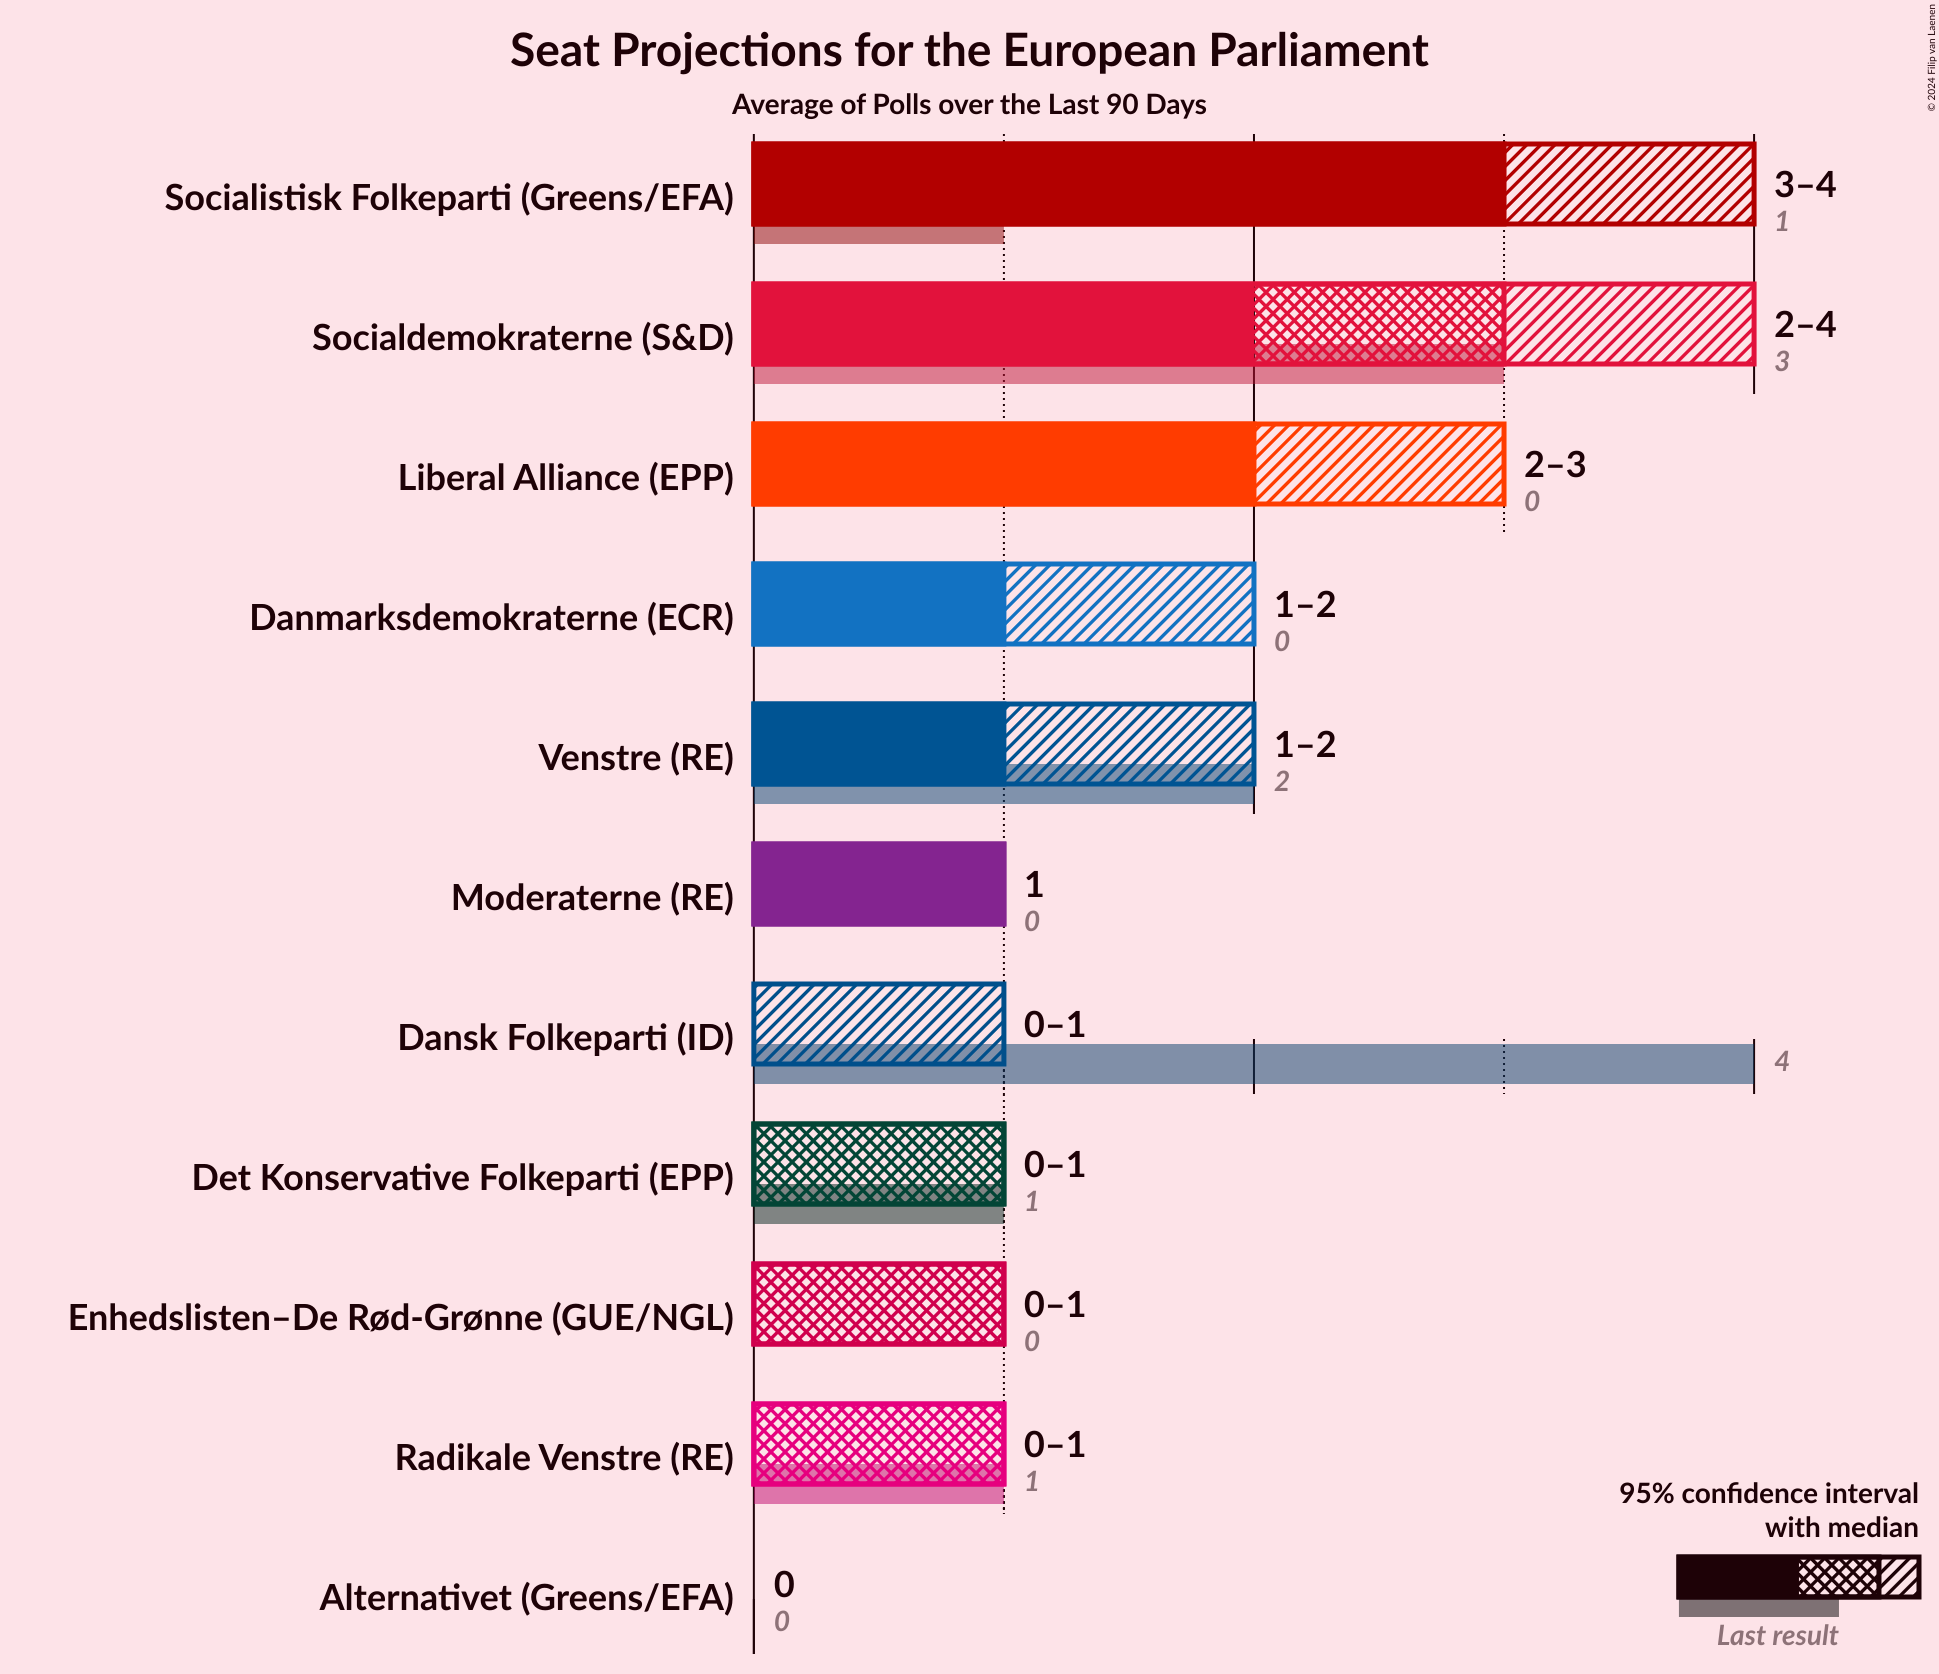 Seat Projections for the European Parliament
Average of Polls over the Last 90 Days
© 2024 Filip van Laenen
Socialistisk Folkeparti (Greens/EFA)
3–4
1
Socialdemokraterne (S&D)
2–4
3
Liberal Alliance (EPP)
2–3
0
Danmarksdemokraterne (ECR)
1–2
0
Venstre (RE)
1–2
2
Moderaterne (RE)
1
0
Dansk Folkeparti (ID)
0–1
4
Det Konservative Folkeparti (EPP)
0–1
1
Enhedslisten–De Rød-Grønne (GUE/NGL)
0–1
0
Radikale Venstre (RE)
0–1
1
Alternativet (Greens/EFA)
0
0
95% confidence interval
with median
Last result